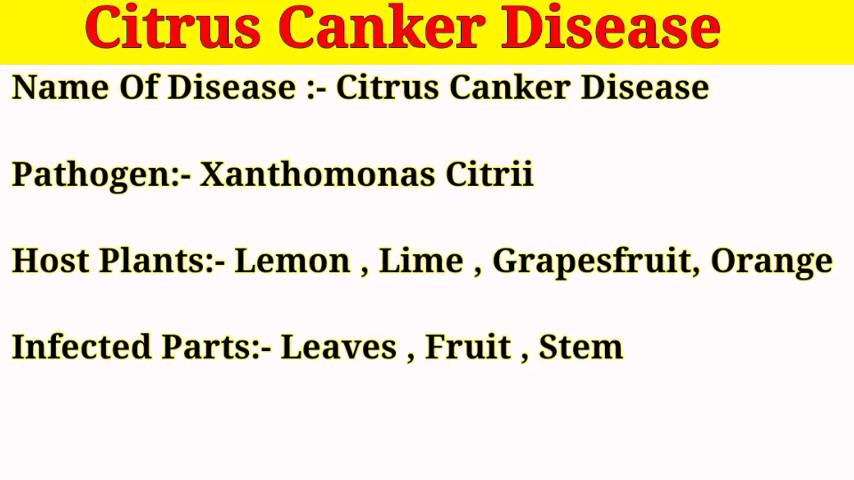 Citrus Canker Disease
Name Of Disease :- Citrus Canker Disease
Pathogen:- Xanthomonas Citrii
Host Plants:- Lemon , Lime , Grapesfruit, Orange
Infected Parts:- Leaves , Fruit , Stem